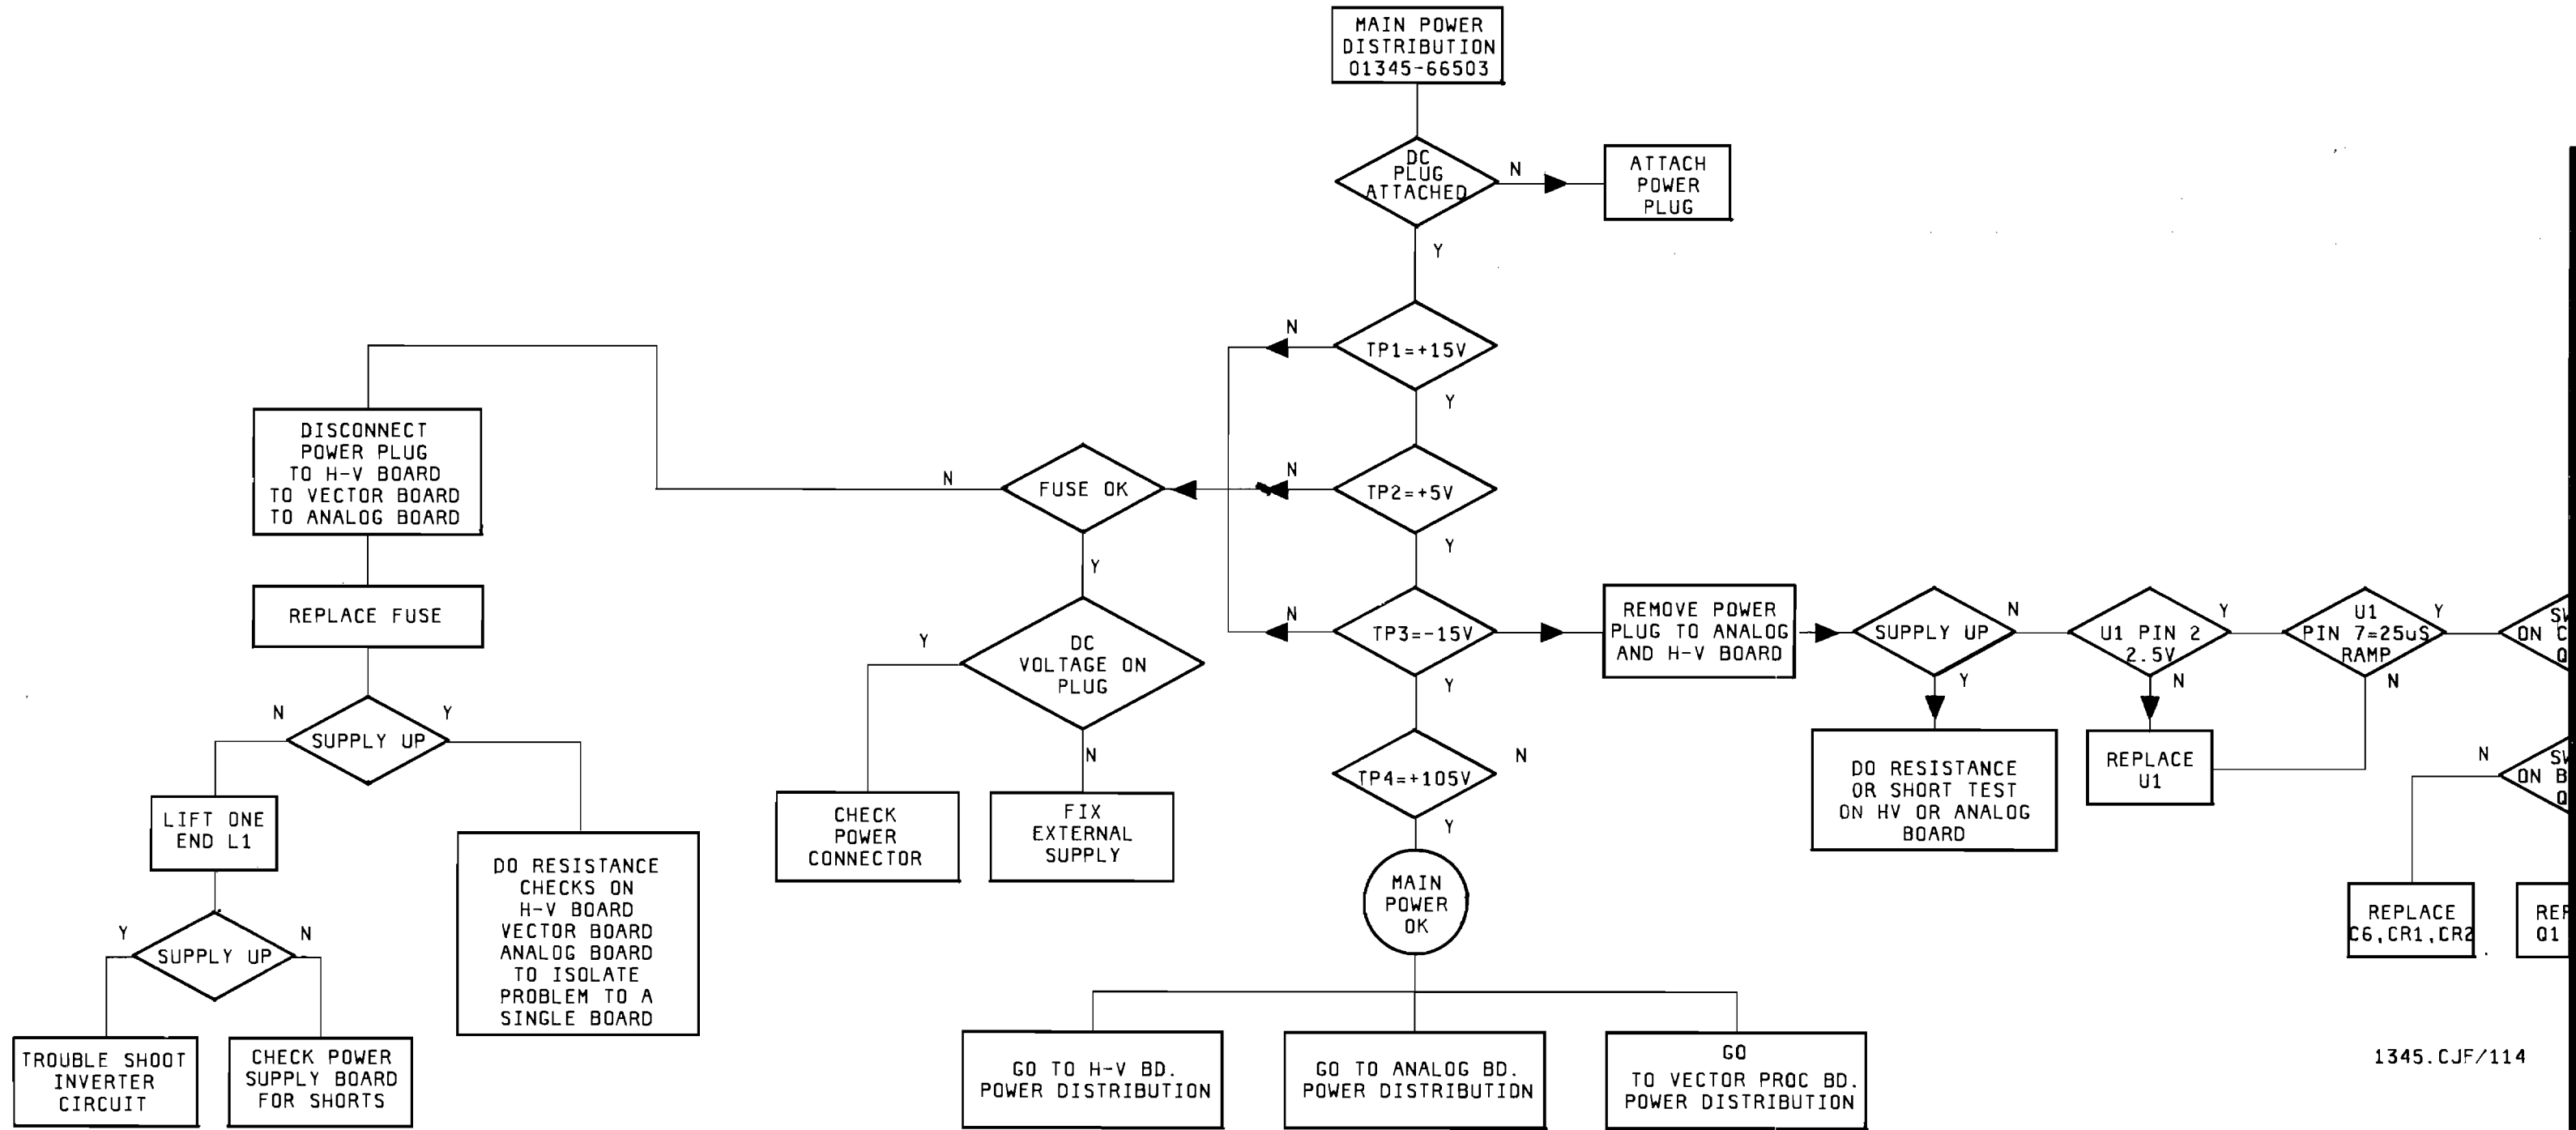 MAIN POWER
DISTRIBUTION
01345-66503
DC
PLUG
ATTACHED
N
ATTACH
POWER
PLUG
Y
N
TP1=+15V
Y
DISCONNECT
POWER PLUG
TO H-V BOARD
TO VECTOR BOARD
TO ANALOG BOARD
N
FUSE OK
N
TP2=+5V
Y
Y
REPLACE FUSE
DC
VOLTAGE ON
PLUG
Y
N
N
TP3=-15V
Y
REMOVE POWER
PLUG TO ANALOG
AND H-V BOARD
SUPPLY UP
N
Y
U1 PIN 2
2.5V
Y
N
U1
PIN 7=25uS
RAMP
Y
N
ON C
Q
N
SUPPLY UP
Y
CHECK
POWER
CONNECTOR
FIX
EXTERNAL
SUPPLY
TP4=+105V
N
Y
DO RESISTANCE
OR SHORT TEST
ON HV OR ANALOG
BOARD
REPLACE
U1
N
ON B
Q
LIFT ONE
END L1
DO RESISTANCE
CHECKS ON
H-V BOARD
VECTOR BOARD
ANALOG BOARD
TO ISOLATE
PROBLEM TO A
SINGLE BOARD
MAIN
POWER
OK
REPLACE
C6,CR1,CR2
Q1
Y
SUPPLY UP
N
TROUBLE SHOOT
INVERTER
CIRCUIT
CHECK POWER
SUPPLY BOARD
FOR SHORTS
GO TO H-V BD.
POWER DISTRIBUTION
GO TO ANALOG BD.
POWER DISTRIBUTION
GO
TO VECTOR PROC BD.
POWER DISTRIBUTION
1345.CJF/114